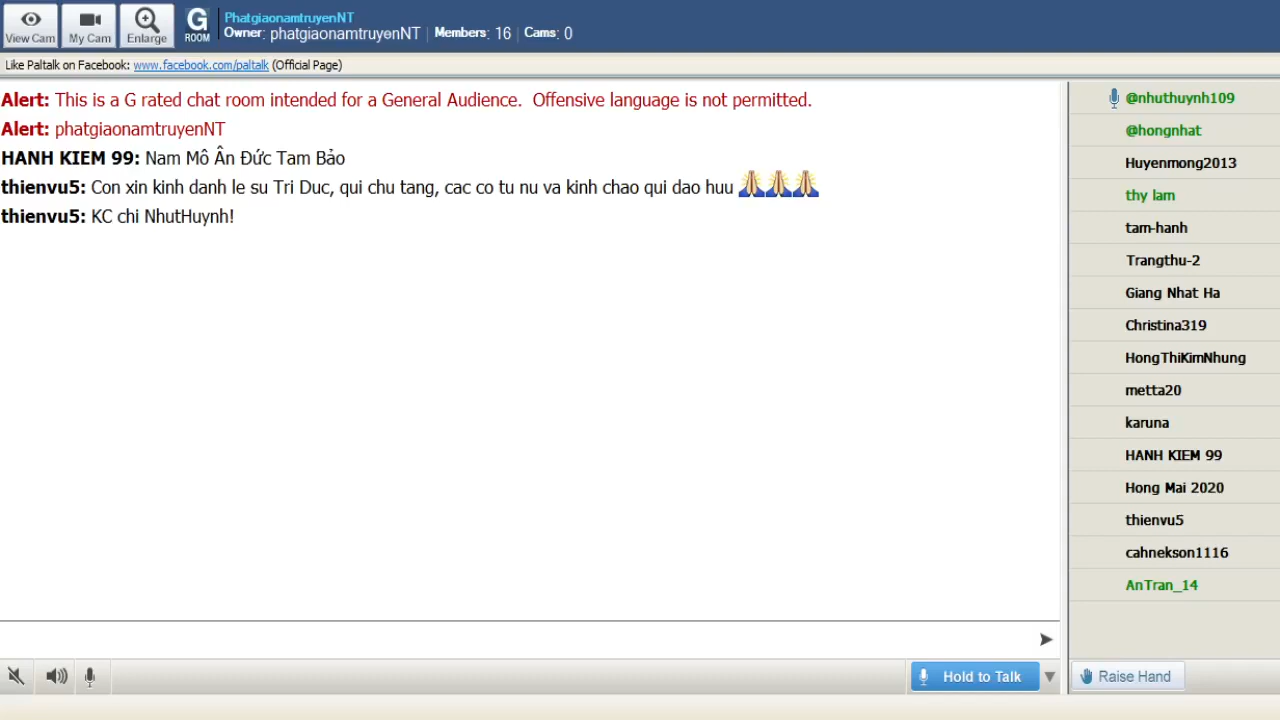 View Cam
My Cam
Enlarge
G
ROOM
PhatgiaonamtruyenNT
Owner: phatgiaonamtruyenNT | Members: 16 | Cams: 0
Like Paltalk on Facebook: www.facebook.com/paltalk (Official Page)
Alert: This is a G rated chat room intended for a General Audience. Offensive language is not permitted.
Alert: phatgiaonamtruyenNT
HANH KIEM 99: Nam Mô Ân Đức Tam Bảo
thienvu5: Con xin kinh danh le su Tri Duc, qui chu tang, cac co tu nu va kinh chao qui dao huu
thienvu5: KC chi NhutHuynh!
@nhuthuynh109
@hongnhat
Huyenmong2013
thy lam
tam-hanh
Trangthu-2
Giang Nhat Ha
Christina319
HongThiKimNhung
metta20
karuna
HANH KIEM 99
Hong Mai 2020
thienvu5
cahnekson1116
AnTran_14
Hold to Talk
Raise Hand